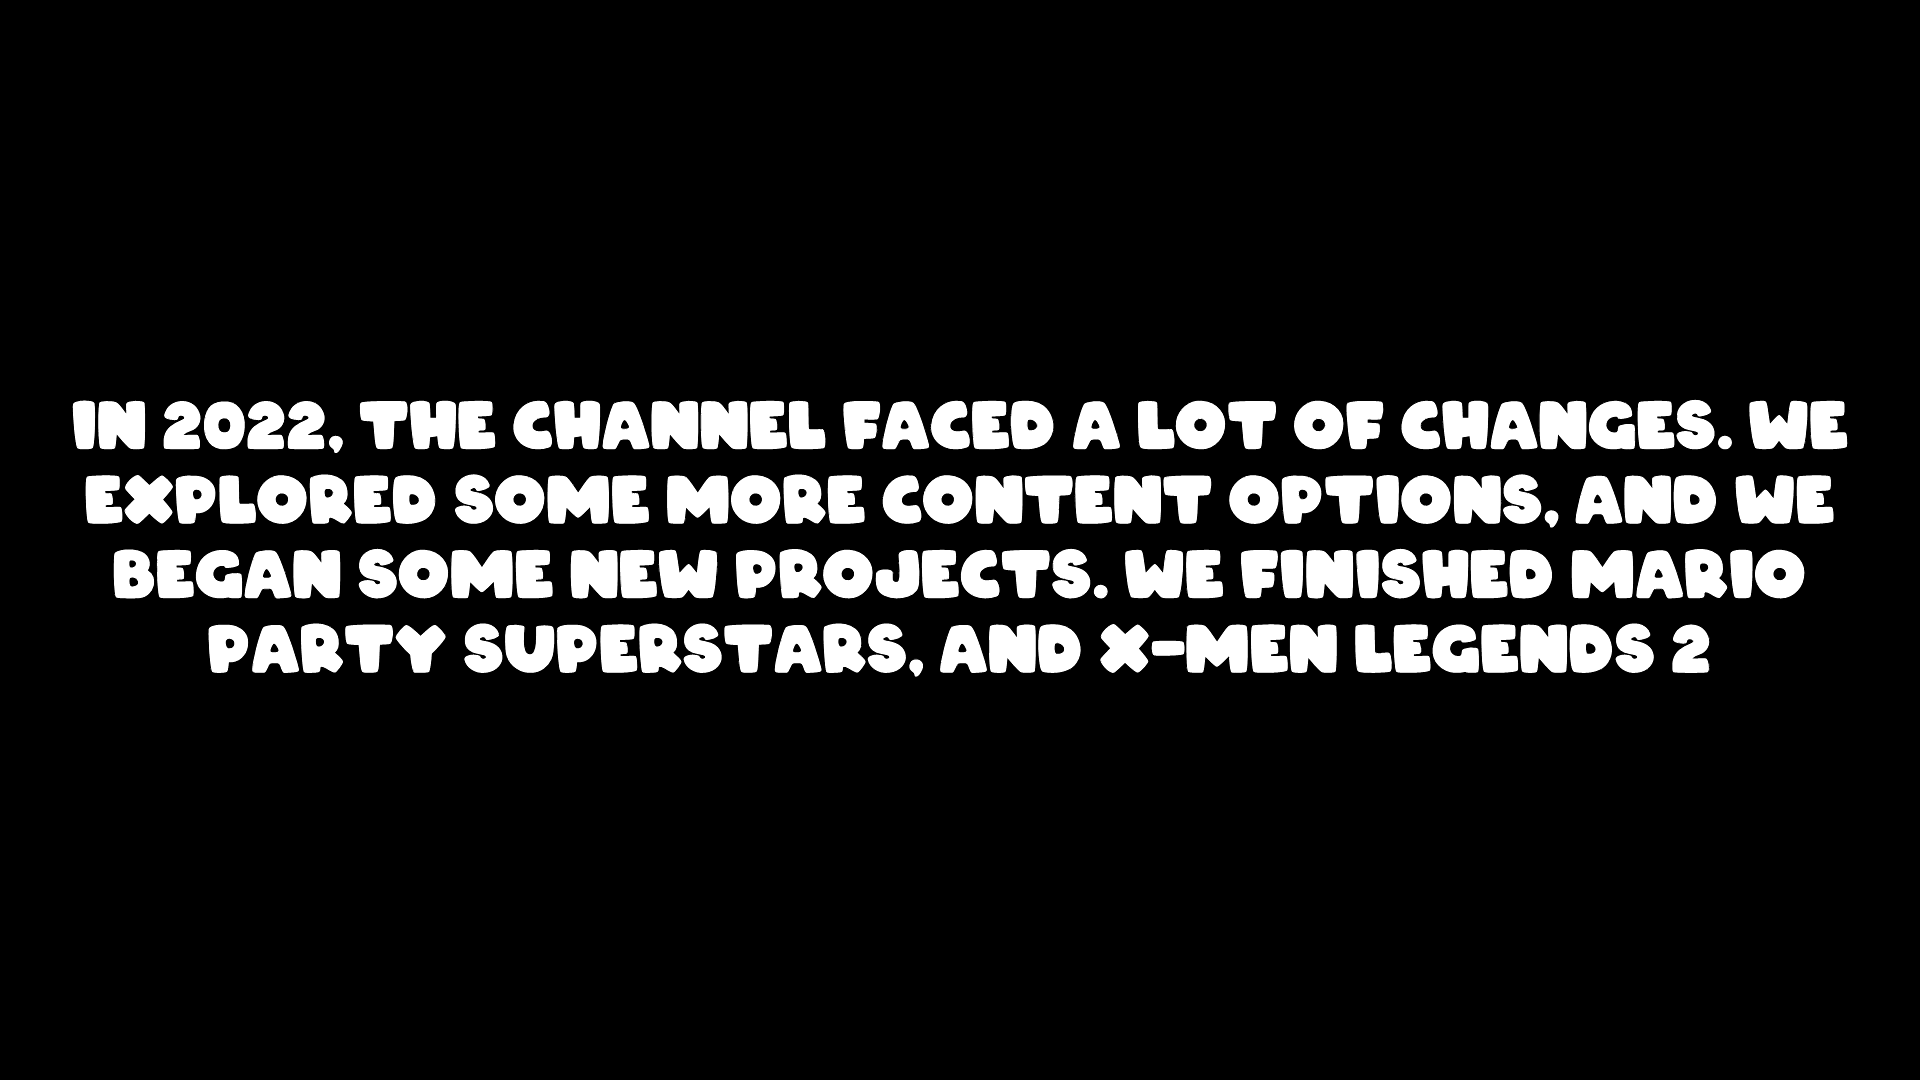 IN 2022, THE CHANNEL FACED A LOT OF CHANGES. WE
EXPLORED SOME MORE CONTENT OPTIONS, AND WE
BEGAN SOME NEW PROJECTS. WE FINISHED MARIO
PARTY SUPERSTARS, AND X-MEN LEGENDS 2